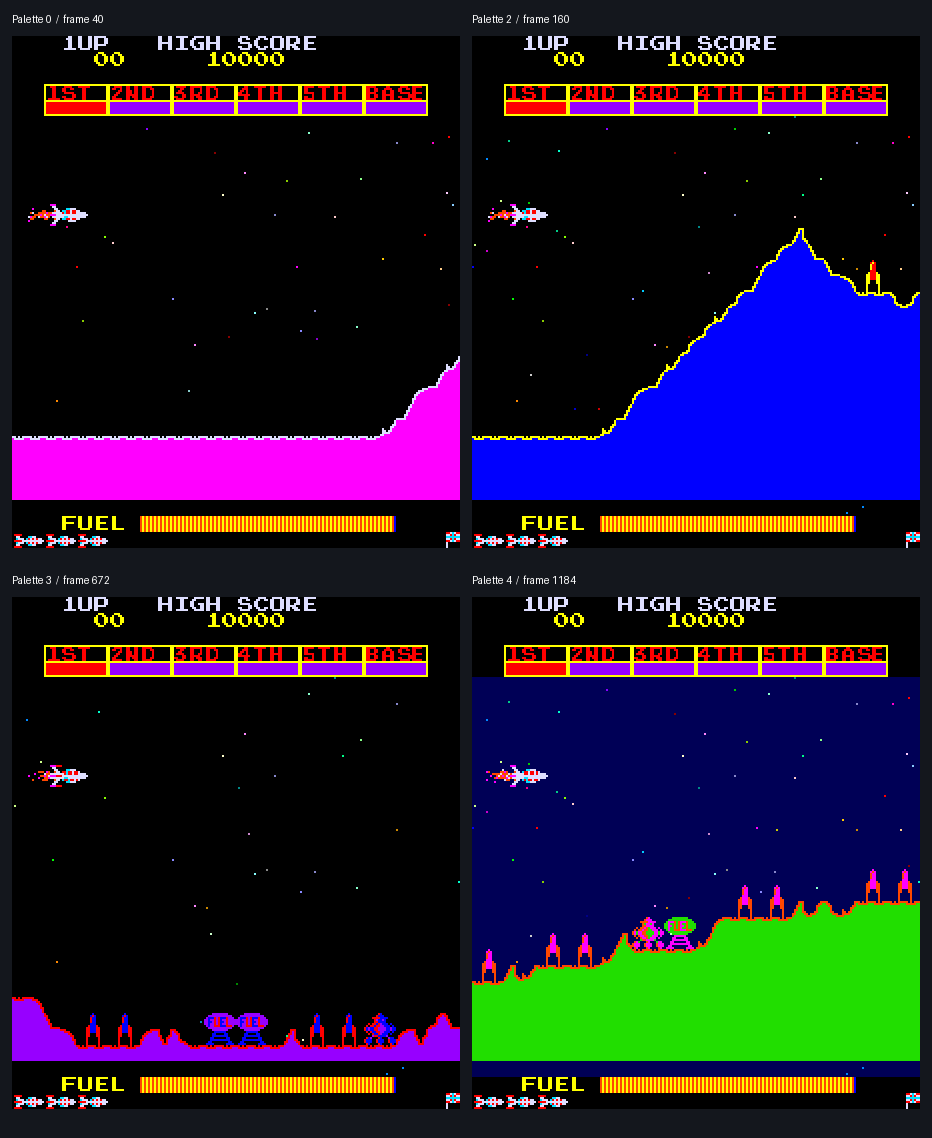 Palette 0 / frame 40
1UP HIGH SCORE
00 10000
1ST 2ND 3RD 4TH 5TH BASE
FUEL
Palette 2 / frame 160
1UP HIGH SCORE
00 10000
1ST 2ND 3RD 4TH 5TH BASE
FUEL
Palette 3 / frame 672
1UP HIGH SCORE
00 10000
1ST 2ND 3RD 4TH 5TH BASE
FUEL FUEL
FUEL
Palette 4 / frame 1184
1UP HIGH SCORE
00 10000
1ST 2ND 3RD 4TH 5TH BASE
FUEL
FUEL